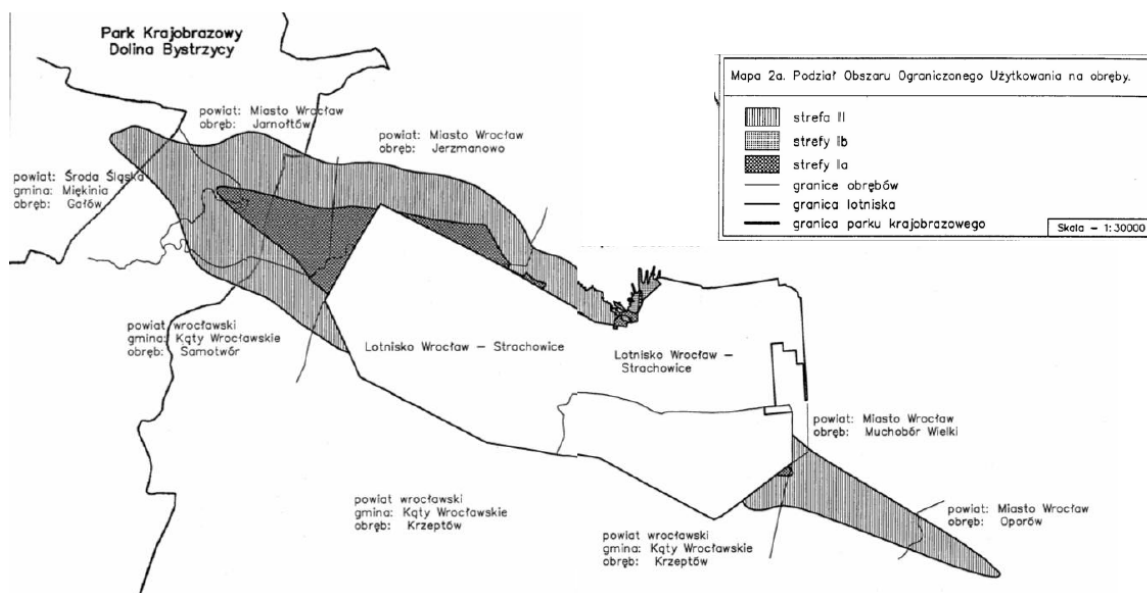 Park Krajobrazowy
Dolina Bystrzycy
Mapa 2a. Podział Obszaru Ograniczonego Użytkowania na obręby.
strefa III
strefy IIb
strefy IIa
granice obrębów
granica lotniska
granica parku krajobrazowego
Skala – 1:30000
powiat: Miasto Wrocław
obręb: Jarnołtów
powiat: Miasto Wrocław
obręb: Jerzmanowo
powiat: Środa Śląska
gmina: Miękinia
obręb: Gałów
powiat wrocławski
gmina: Kąty Wrocławskie
obręb: Samotwór
Lotnisko Wrocław – Strachowice
Lotnisko Wrocław –
Strachowice
powiat: Miasto Wrocław
obręb: Muchobór Wielki
powiat wrocławski
gmina: Kąty Wrocławskie
obręb: Krzeptów
powiat: Miasto Wrocław
obręb: Oporów
powiat wrocławski
gmina: Kąty Wrocławskie
obręb: Krzeptów